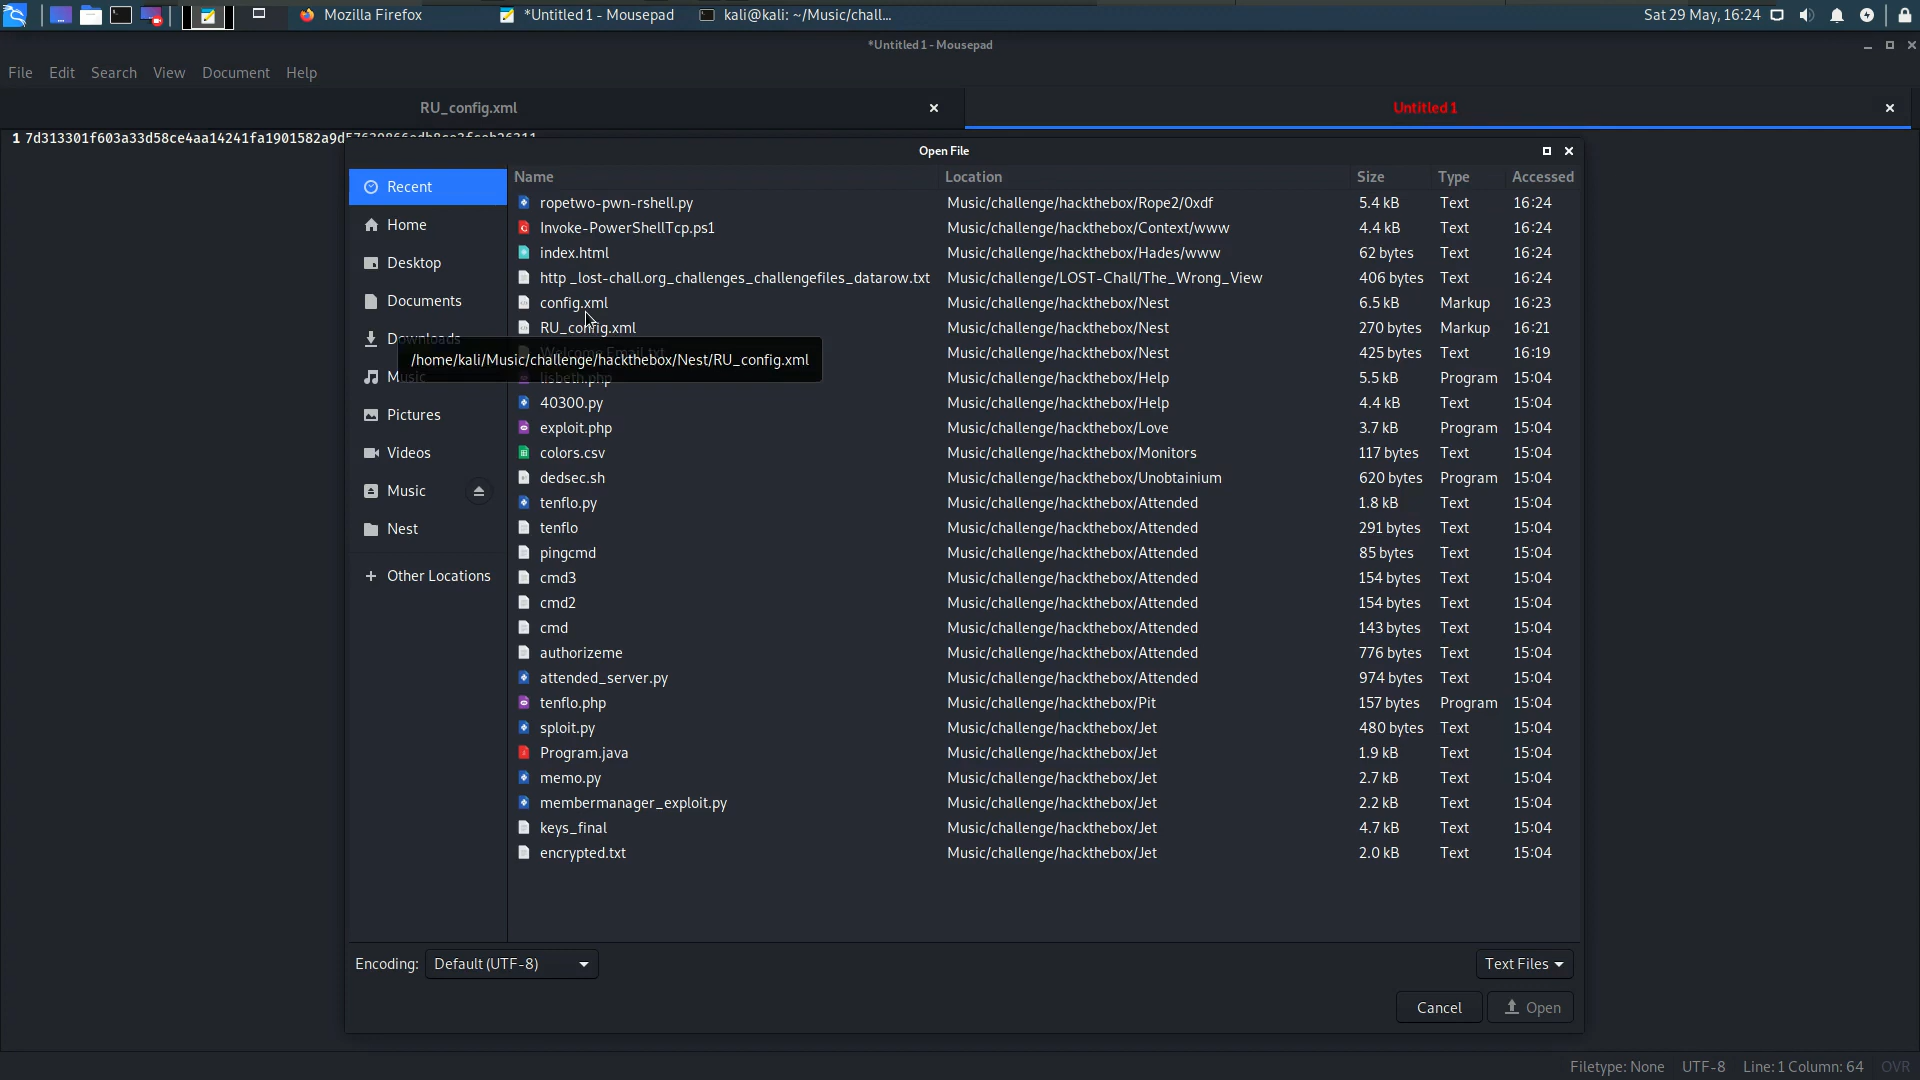 Mozilla Firefox
*Untitled 1 - Mousepad
kali@kali: ~/Music/chall...
Sat 29 May, 16:24
*Untitled 1 - Mousepad
File Edit Search View Document Help
RU_config.xml
Untitled 1
1
Open File
Recent
Home
Desktop
Documents
Downloads
Music
Pictures
Videos
Music
Nest
Other Locations
Name Location Size Type Accessed
ropetwo-pwn-rshell.py Music/challenge/hackthebox/Rope2/0xdf 5.4 kB Text 16:24
Invoke-PowerShellTcp.ps1 Music/challenge/hackthebox/Context/www 4.4 kB Text 16:24
index.html Music/challenge/hackthebox/Hades/www 62 bytes Text 16:24
http _lost-chall.org_challenges_challengefiles_datarow.txt Music/challenge/LOST-Chall/The_Wrong_View 406 bytes Text 16:24
config.xml Music/challenge/hackthebox/Nest 6.5 kB Markup 16:23
RU_config.xml Music/challenge/hackthebox/Nest 270 bytes Markup 16:21
Music/challenge/hackthebox/Nest 425 bytes Text 16:19
/home/kali/Music/challenge/hackthebox/Nest/RU_config.xml
lisbeth.php Music/challenge/hackthebox/Help 5.5 kB Program 15:04
40300.py Music/challenge/hackthebox/Help 4.4 kB Text 15:04
exploit.php Music/challenge/hackthebox/Love 3.7 kB Program 15:04
colors.csv Music/challenge/hackthebox/Monitors 117 bytes Text 15:04
dedsec.sh Music/challenge/hackthebox/Unobtainium 620 bytes Program 15:04
tenflo.py Music/challenge/hackthebox/Attended 1.8 kB Text 15:04
tenflo Music/challenge/hackthebox/Attended 291 bytes Text 15:04
pingcmd Music/challenge/hackthebox/Attended 85 bytes Text 15:04
cmd3 Music/challenge/hackthebox/Attended 154 bytes Text 15:04
cmd2 Music/challenge/hackthebox/Attended 154 bytes Text 15:04
cmd Music/challenge/hackthebox/Attended 143 bytes Text 15:04
authorizeme Music/challenge/hackthebox/Attended 776 bytes Text 15:04
attended_server.py Music/challenge/hackthebox/Attended 974 bytes Text 15:04
tenflo.php Music/challenge/hackthebox/Pit 157 bytes Program 15:04
sploit.py Music/challenge/hackthebox/Jet 480 bytes Text 15:04
Program.java Music/challenge/hackthebox/Jet 1.9 kB Text 15:04
memo.py Music/challenge/hackthebox/Jet 2.7 kB Text 15:04
membermanager_exploit.py Music/challenge/hackthebox/Jet 2.2 kB Text 15:04
keys_final Music/challenge/hackthebox/Jet 4.7 kB Text 15:04
encrypted.txt Music/challenge/hackthebox/Jet 2.0 kB Text 15:04
Encoding: Default (UTF-8)
Text Files
Cancel
Open
Filetype: None UTF-8 Line: 1 Column: 64 OVR